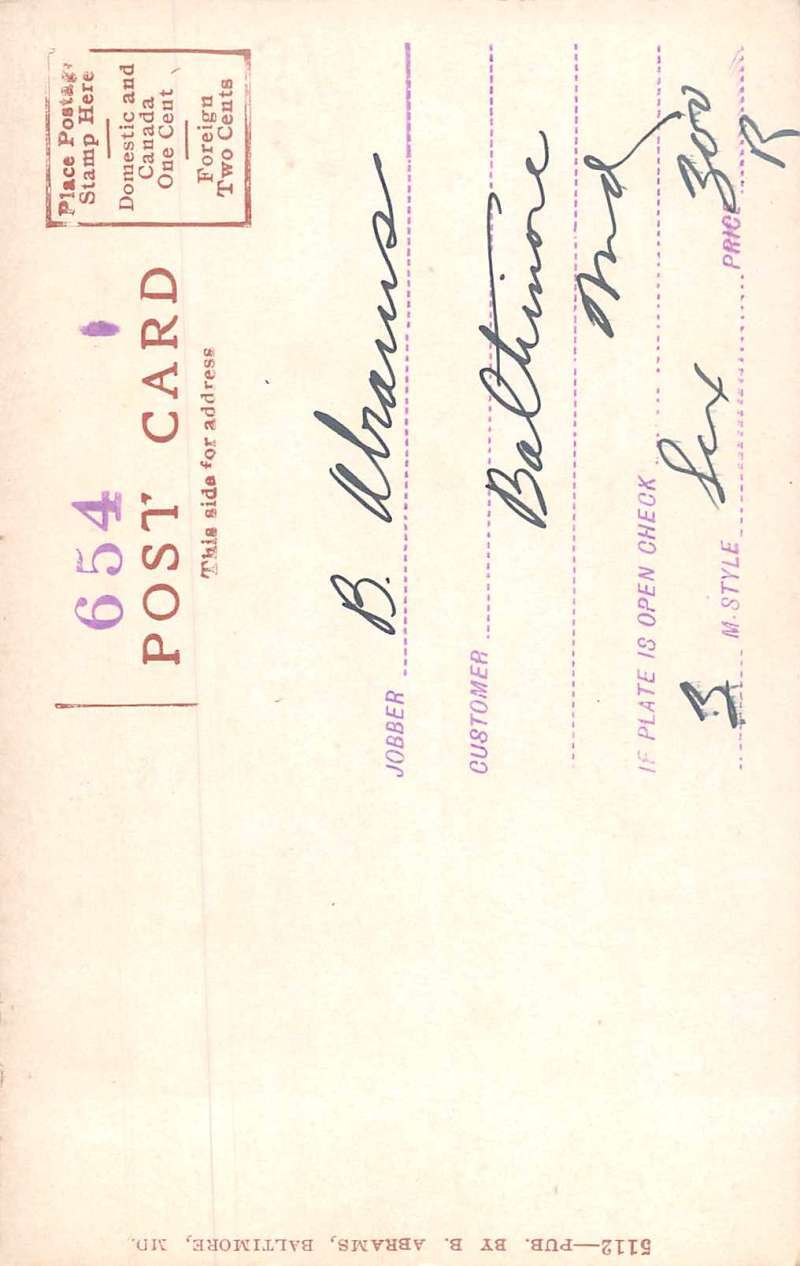 654
POST CARD
This side for address
Place Postage
Stamp Here
Domestic and
Canada
One Cent
Foreign
Two Cents
JOBBER B. Abrams
CUSTOMER Baltimore
Md
IF PLATE IS OPEN CHECK
M. STYLE Sex PRICE 300
R
5112—PUB. BY B. ABRAMS, BALTIMORE, MD.